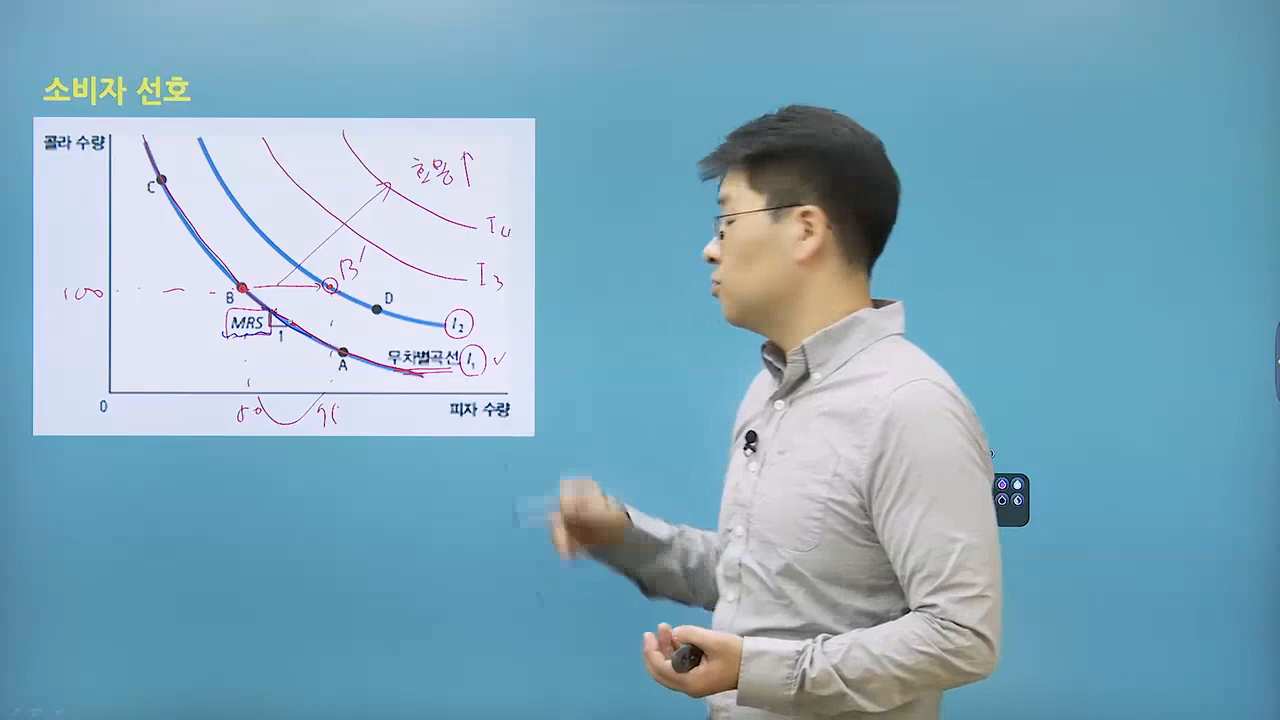 소비자 선호
콜라 수량
효용↑
C
I₄
B'
I₃
100
B
D
MRS
I₂
1
무차별곡선 I₁ ✓
A
0
50
피자 수량